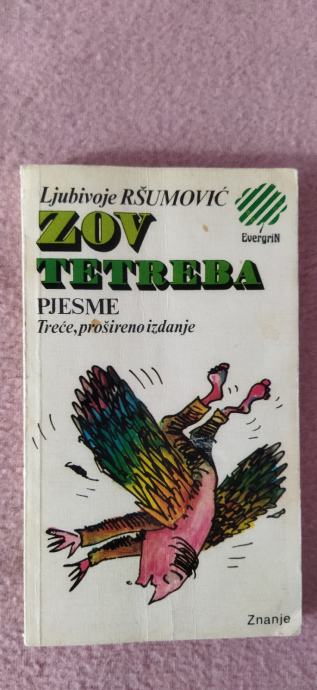 Ljubivoje RŠUMOVIĆ
ZOV
TETREBA
EvergriN
PJESME
Treće, prošireno izdanje
Znanje